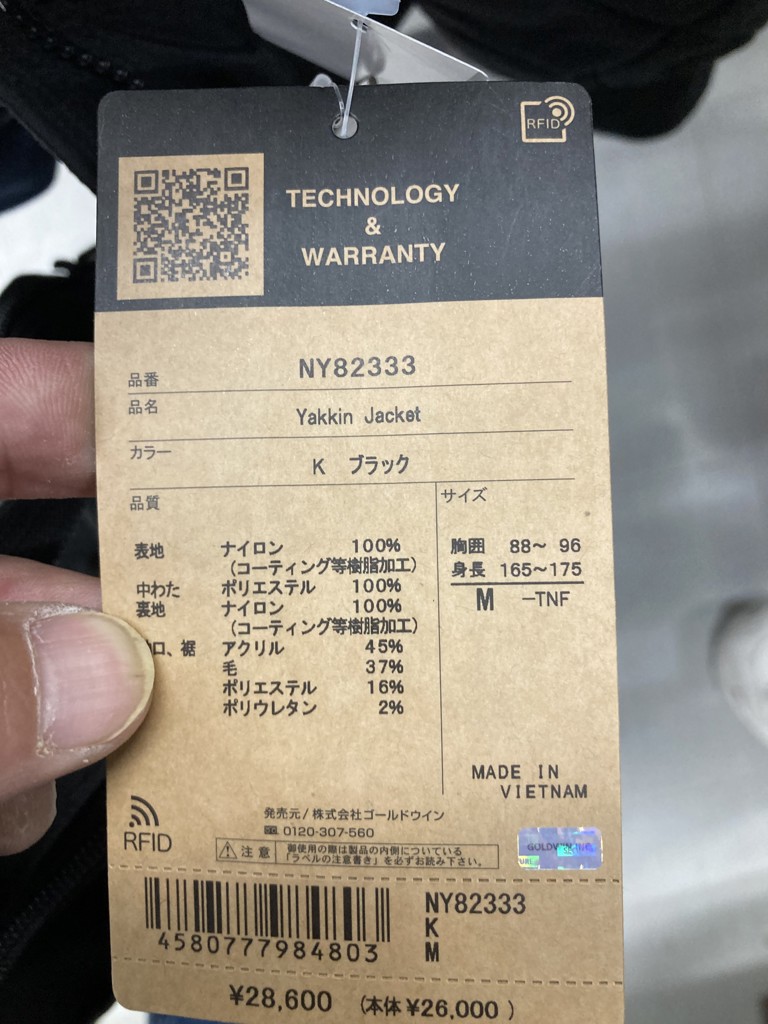 RFID
TECHNOLOGY
&
WARRANTY
品番 NY82333
品名 Yakkin Jacket
カラー K ブラック
品質
サイズ
表地 ナイロン 100%
(コーティング等樹脂加工)
中わた ポリエステル 100%
裏地 ナイロン 100%
(コーティング等樹脂加工)
口、裾 アクリル 45%
毛 37%
ポリエステル 16%
ポリウレタン 2%
胸囲 88~ 96
身長 165~175
M -TNF
MADE IN
VIETNAM
RFID
発売元/株式会社ゴールドウイン
0120-307-560
注意 御使用の際は製品の内側についている
「ラベルの注意書き」を必ずお読み下さい。
GOLDWIN INC.
4580777984803
NY82333
K
M
¥28,600 (本体¥26,000)